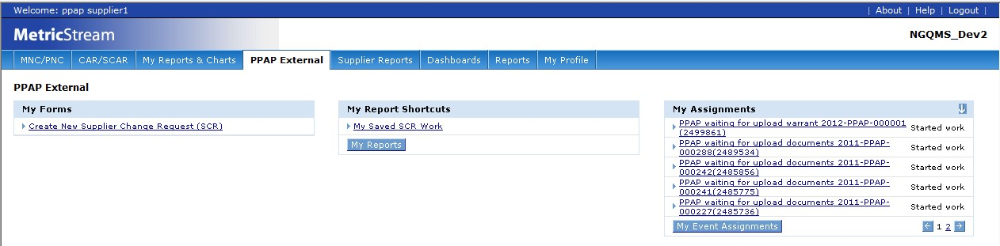 Welcome: ppap supplier1 | About | Help | Logout |
MetricStream NGQMS_Dev2
MNC/PNC CAR/SCAR My Reports & Charts PPAP External Supplier Reports Dashboards Reports My Profile
PPAP External
My Forms
Create New Supplier Change Request (SCR)
My Report Shortcuts
My Saved SCR Work
My Reports
My Assignments
PPAP waiting for upload warrant 2012-PPAP-000001
(2499861) Started work
PPAP waiting for upload documents 2011-PPAP-
000288(2489534) Started work
PPAP waiting for upload documents 2011-PPAP-
000242(2485856) Started work
PPAP waiting for upload documents 2011-PPAP-
000241(2485775) Started work
PPAP waiting for upload documents 2011-PPAP-
000227(2485736) Started work
My Event Assignments 1 2